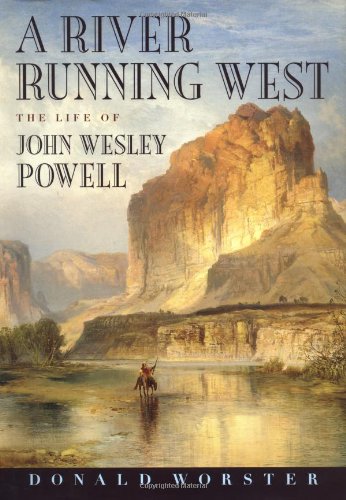 A RIVER
RUNNING WEST
THE LIFE OF
JOHN WESLEY
POWELL
DONALD WORSTER